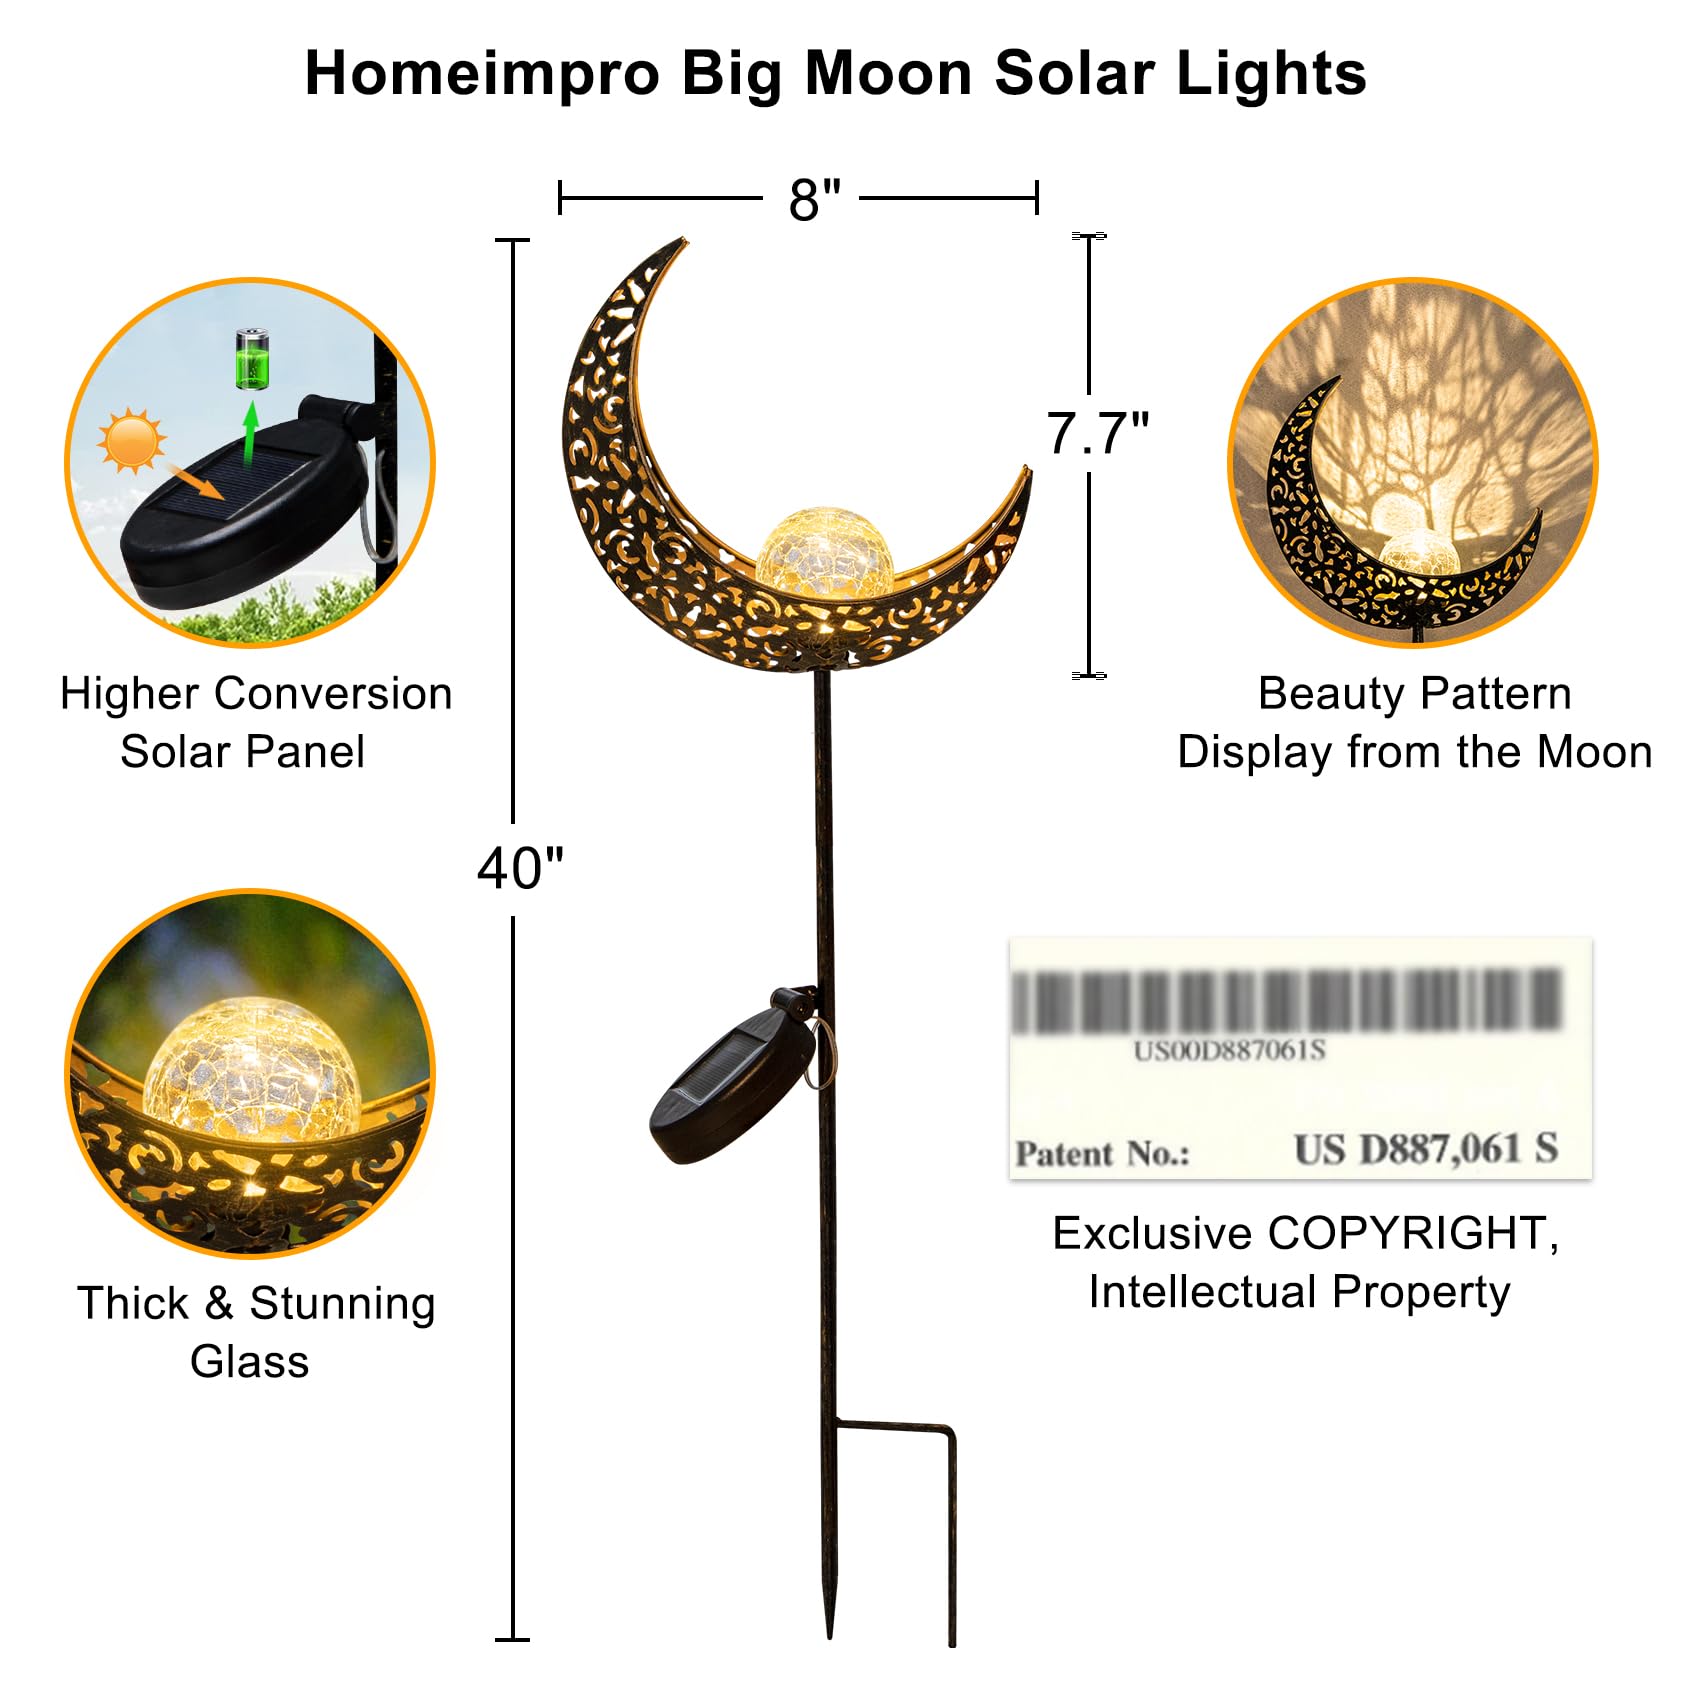 Homeimpro Big Moon Solar Lights
8"
7.7"
40"
Higher Conversion
Solar Panel
Beauty Pattern
Display from the Moon
Thick & Stunning
Glass
US00D887061S
Patent No.: US D887,061 S
Exclusive COPYRIGHT,
Intellectual Property